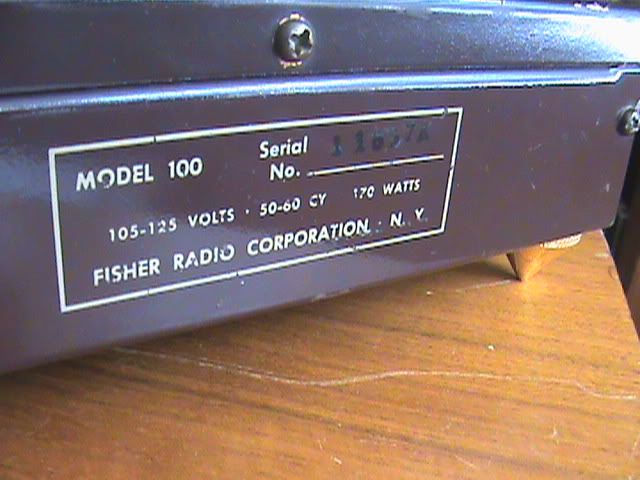 MODEL 100 Serial No.
105-125 VOLTS · 50-60 CY 170 WATTS
FISHER RADIO CORPORATION · N. Y.